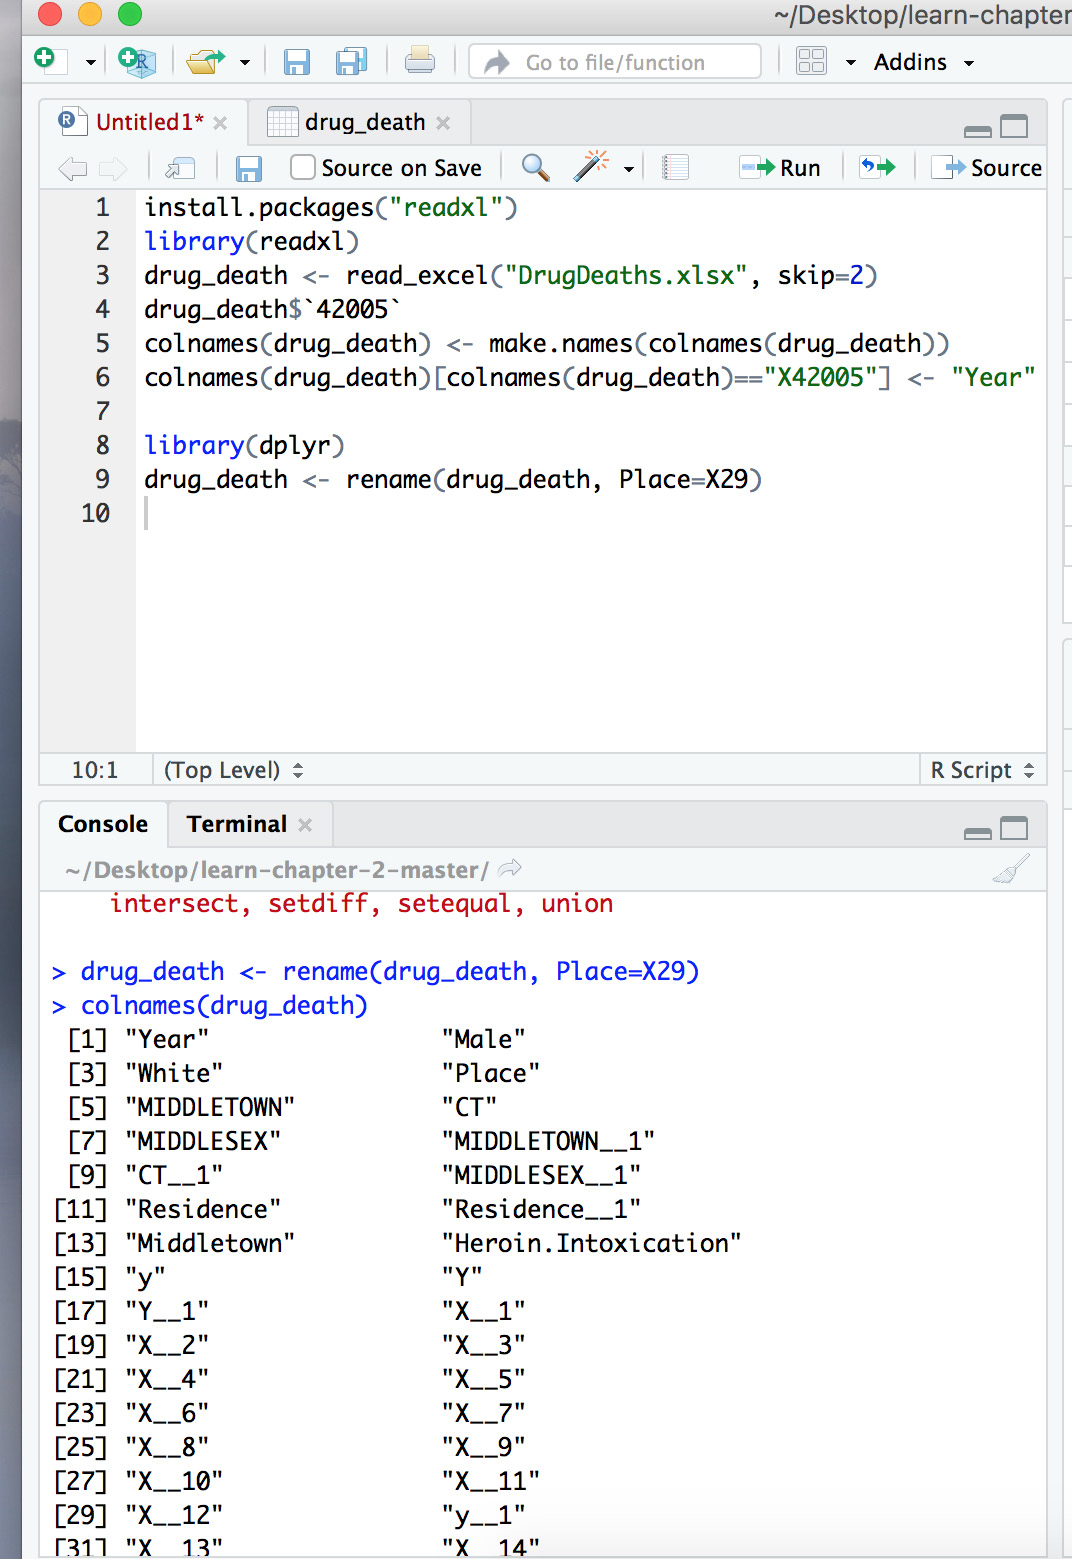 ~/Desktop/learn-chapter
Go to file/function
Addins
Untitled1*
drug_death
Source on Save
Run
Source
1 install.packages("readxl")
2 library(readxl)
3 drug_death <- read_excel("DrugDeaths.xlsx", skip=2)
4 drug_death$`42005`
5 colnames(drug_death) <- make.names(colnames(drug_death))
6 colnames(drug_death)[colnames(drug_death)=="X42005"] <- "Year"
7
8 library(dplyr)
9 drug_death <- rename(drug_death, Place=X29)
10
10:1 (Top Level) R Script
Console Terminal
~/Desktop/learn-chapter-2-master/
intersect, setdiff, setequal, union
> drug_death <- rename(drug_death, Place=X29)
> colnames(drug_death)
[1] "Year" "Male"
[3] "White" "Place"
[5] "MIDDLETOWN" "CT"
[7] "MIDDLESEX" "MIDDLETOWN__1"
[9] "CT__1" "MIDDLESEX__1"
[11] "Residence" "Residence__1"
[13] "Middletown" "Heroin.Intoxication"
[15] "y" "Y"
[17] "Y__1" "X__1"
[19] "X__2" "X__3"
[21] "X__4" "X__5"
[23] "X__6" "X__7"
[25] "X__8" "X__9"
[27] "X__10" "X__11"
[29] "X__12" "y__1"
[31] "X__13" "X__14"